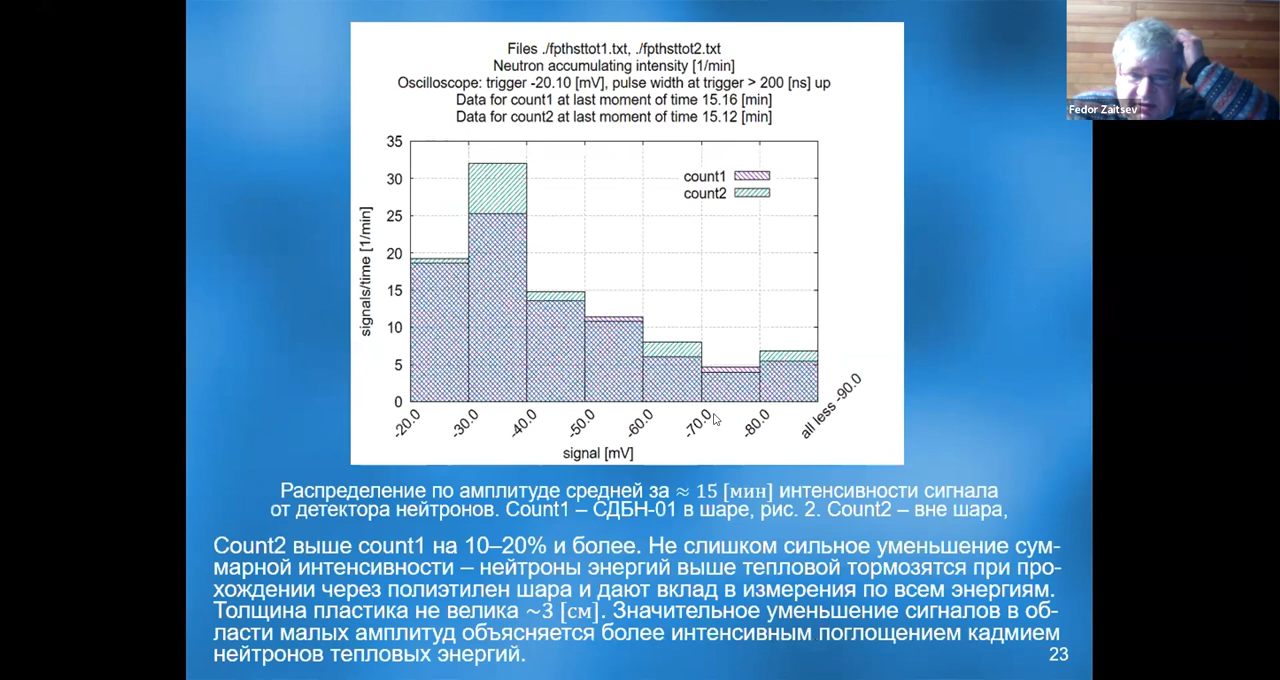 Files ./fpthsttot1.txt, ./fpthsttot2.txt
Neutron accumulating intensity [1/min]
Oscilloscope: trigger -20.10 [mV], pulse width at trigger > 200 [ns] up
Data for count1 at last moment of time 15.16 [min]
Data for count2 at last moment of time 15.12 [min]
Fedor Zaitsev
35
30
25
20
15
10
5
0
signals/time [1/min]
count1
count2
-20.0
-30.0
-40.0
-50.0
-60.0
-70.0
-80.0
all less -90.0
signal [mV]
Распределение по амплитуде средней за ≈ 15 [мин] интенсивности сигнала
от детектора нейтронов. Count1 – СДБН-01 в шаре, рис. 2. Count2 – вне шара,
Count2 выше count1 на 10–20% и более. Не слишком сильное уменьшение сум-
марной интенсивности – нейтроны энергий выше тепловой тормозятся при про-
хождении через полиэтилен шара и дают вклад в измерения по всем энергиям.
Толщина пластика не велика ~3 [см]. Значительное уменьшение сигналов в об-
ласти малых амплитуд объясняется более интенсивным поглощением кадмием
нейтронов тепловых энергий.
23